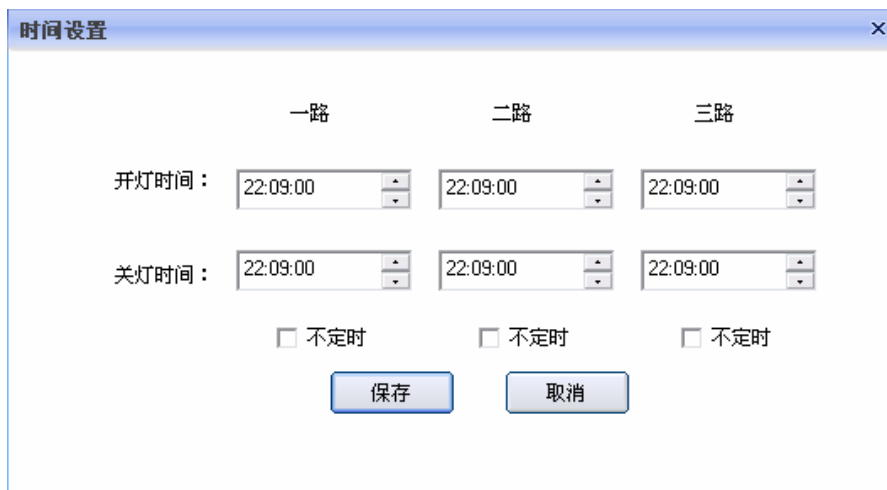 时间设置
一路 二路 三路
开灯时间： 22:09:00 22:09:00 22:09:00
关灯时间： 22:09:00 22:09:00 22:09:00
不定时 不定时 不定时
保存 取消